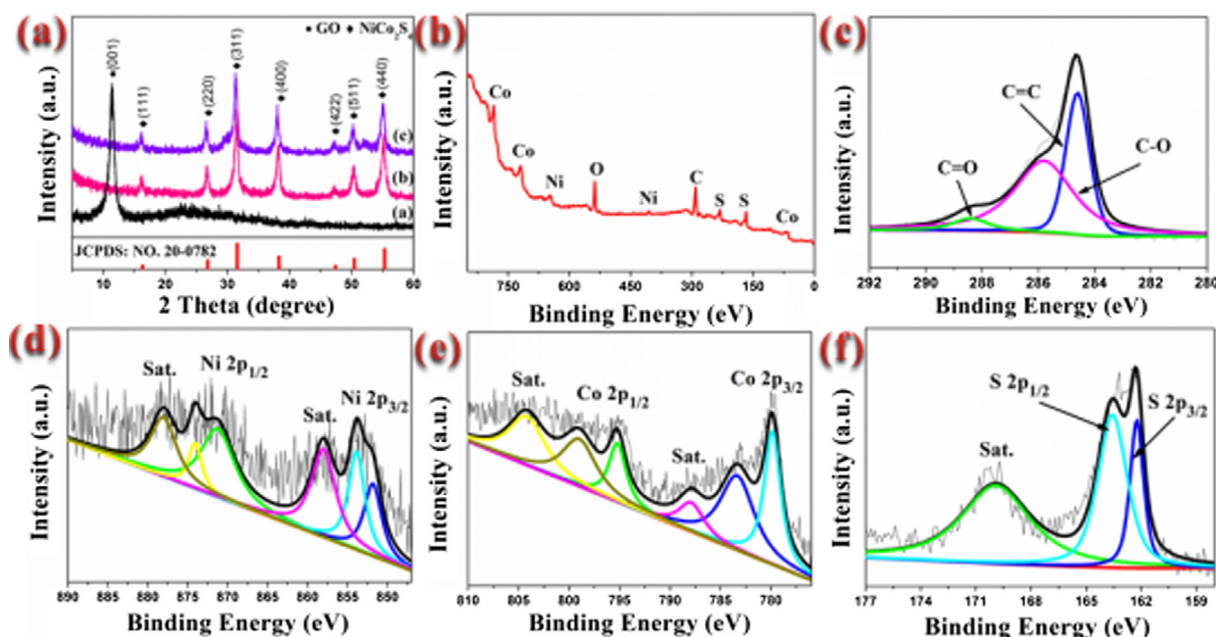 (a)
• GO ♦ NiCo₂S₄
(001)
(111)
(220)
(311)
(400)
(422)
(511)
(440)
(c)
(b)
(a)
JCPDS: NO. 20-0782
10 20 30 40 50 60
2 Theta (degree)
Intensity (a.u.)
(b)
Co
Co
Ni
O
Ni
C
S
S
Co
750 600 450 300 150 0
Binding Energy (eV)
Intensity (a.u.)
(c)
C=C
C=O
C-O
292 290 288 286 284 282 280
Binding Energy (eV)
Intensity (a.u.)
(d)
Sat.
Ni 2p1/2
Sat.
Ni 2p3/2
890 885 880 875 870 865 860 855 850
Binding Energy (eV)
Intensity (a.u.)
(e)
Sat.
Co 2p1/2
Sat.
Co 2p3/2
810 805 800 795 790 785 780
Binding Energy (eV)
Intensity (a.u.)
(f)
S 2p1/2
S 2p3/2
Sat.
177 174 171 168 165 162 159
Binding Energy (eV)
Intensity (a.u.)